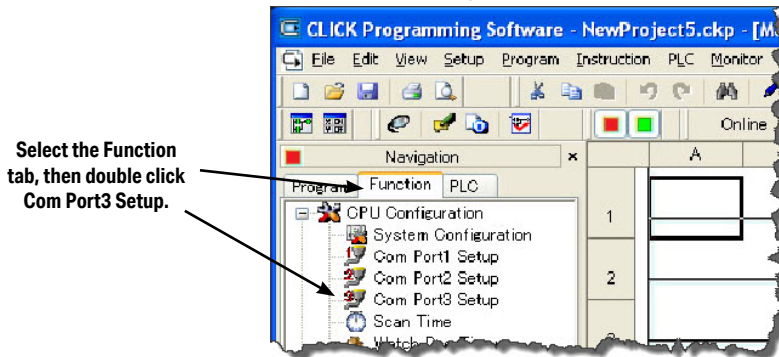 CLICK Programming Software - NewProject5.ckp - [M
File Edit View Setup Program Instruction PLC Monitor
Online
Select the Function
tab, then double click
Com Port3 Setup.
Navigation
Program Function PLC
A
CPU Configuration
System Configuration
Com Port1 Setup
Com Port2 Setup
Com Port3 Setup
Scan Time
1
2